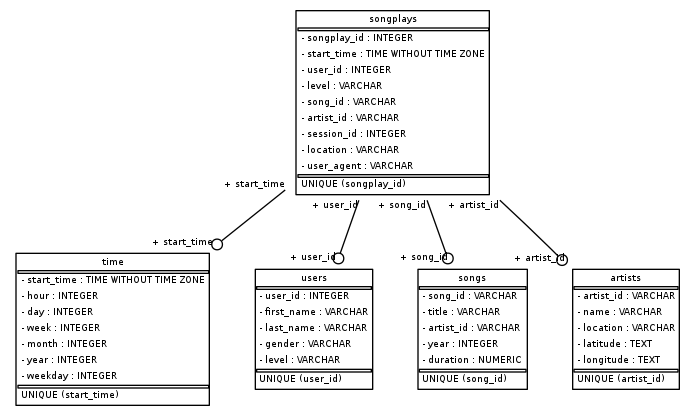 songplays
- songplay_id : INTEGER
- start_time : TIME WITHOUT TIME ZONE
- user_id : INTEGER
- level : VARCHAR
- song_id : VARCHAR
- artist_id : VARCHAR
- session_id : INTEGER
- location : VARCHAR
- user_agent : VARCHAR
UNIQUE (songplay_id)
+ start_time
+ user_id
+ song_id
+ artist_id
+ start_time
+ user_id
+ song_id
+ artist_id
time
- start_time : TIME WITHOUT TIME ZONE
- hour : INTEGER
- day : INTEGER
- week : INTEGER
- month : INTEGER
- year : INTEGER
- weekday : INTEGER
UNIQUE (start_time)
users
- user_id : INTEGER
- first_name : VARCHAR
- last_name : VARCHAR
- gender : VARCHAR
- level : VARCHAR
UNIQUE (user_id)
songs
- song_id : VARCHAR
- title : VARCHAR
- artist_id : VARCHAR
- year : INTEGER
- duration : NUMERIC
UNIQUE (song_id)
artists
- artist_id : VARCHAR
- name : VARCHAR
- location : VARCHAR
- latitude : TEXT
- longitude : TEXT
UNIQUE (artist_id)